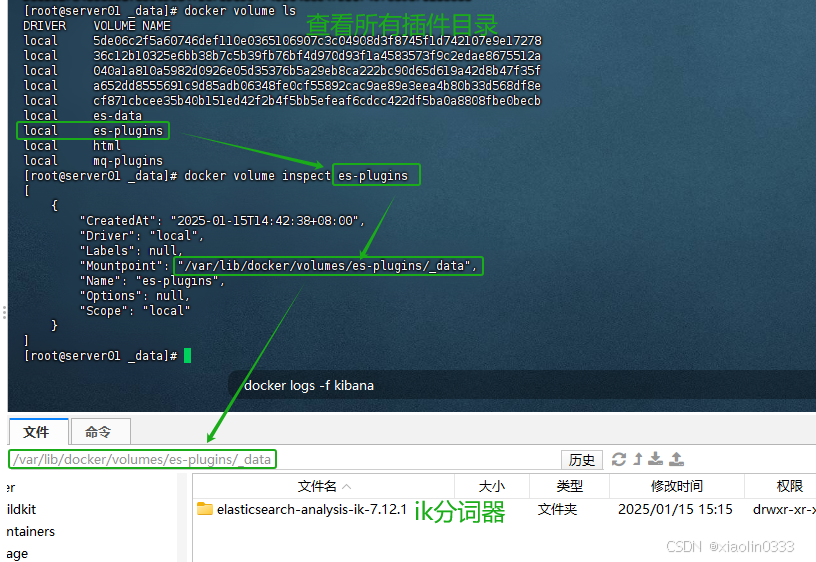 [root@server01 _data]# docker volume ls
查看所有插件目录
DRIVER    VOLUME NAME
local     5de06c2f5a60746def110e0365106907c3c04908d3f8745f1d742107e9e17278
local     36c12b10325e6bb38b7c5b39fb76bf4d970d93f1a4583573f9c2edae8675512a
local     040a1a810a5982d0926e05d35376b5a29eb8ca222bc90d65d619a42d8b47f35f
local     a652dd8555691c9d85adb06348fe0cf55892cac9ae89e3eea4b80b33d568df8e
local     cf871cbcee35b40b151ed42f2b4f5bb5efeaf6cdcc422df5ba0a8808fbe0becb
local     es-data
local     es-plugins
local     html
local     mq-plugins
[root@server01 _data]# docker volume inspect es-plugins
[
    {
        "CreatedAt": "2025-01-15T14:42:38+08:00",
        "Driver": "local",
        "Labels": null,
        "Mountpoint": "/var/lib/docker/volumes/es-plugins/_data",
        "Name": "es-plugins",
        "Options": null,
        "Scope": "local"
    }
]
[root@server01 _data]#
docker logs -f kibana
文件 命令
/var/lib/docker/volumes/es-plugins/_data 历史
文件名 大小 类型 修改时间 权限
er
ildkit
ntainers
age
elasticsearch-analysis-ik-7.12.1 ik分词器 文件夹 2025/01/15 15:15 drwxr-xr-x
CSDN @xiaolin0333